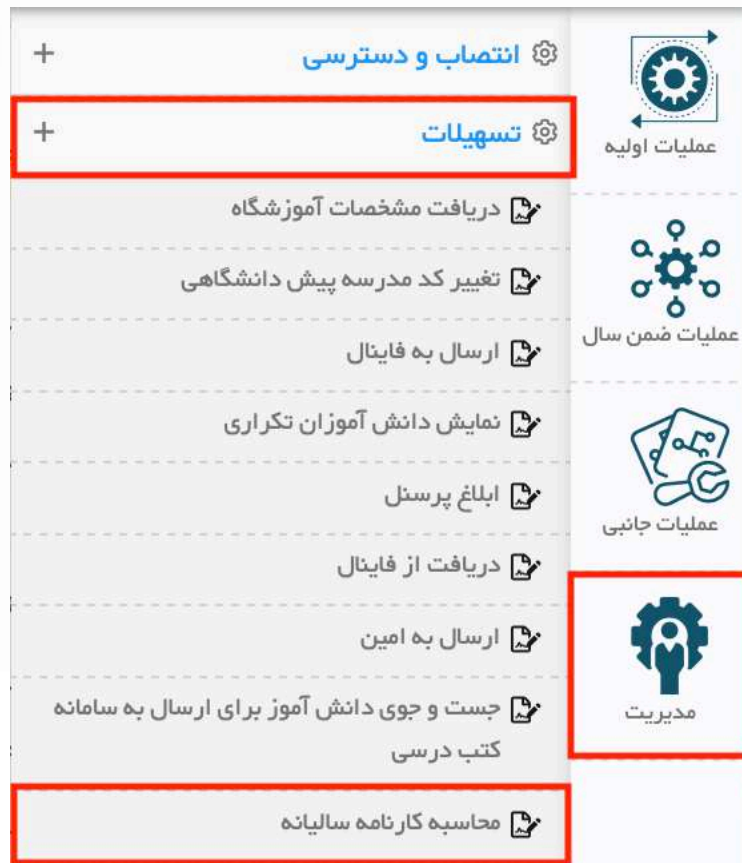 عملیات اولیه
عملیات ضمن سال
عملیات جانبی
مدیریت
انتصاب و دسترسی +
تسهیلات +
دریافت مشخصات آموزشگاه
تغییر کد مدرسه پیش دانشگاهی
ارسال به فاینال
نمایش دانش آموزان تکراری
ابلاغ پرسنل
دریافت از فاینال
ارسال به امین
جست و جوی دانش آموز برای ارسال به سامانه
کتب درسی
محاسبه کارنامه سالیانه